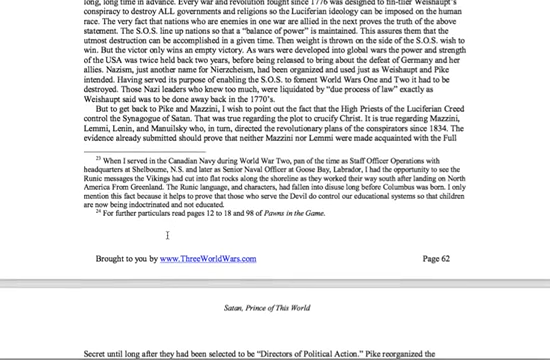 long, long time in advance. Every war and revolution fought since 1776 was designed to fin-tier Weishaupt's
conspiracy to destroy ALL governments and religions so the Luciferian ideology can be imposed on the human
race. The very fact that nations who are enemies in one war are allied in the next proves the truth of the above
statement. The S.O.S. line up nations so that a "balance of power" is maintained. This assures them that the
utmost destruction can be accomplished in a given time. Then weight is thrown on the side of the S.O.S. wish to
win. But the victor only wins an empty victory. As wars were developed into global wars the power and strength
of the USA was twice held back two years, before being released to bring about the defeat of Germany and her
allies. Nazism, just another name for Nierzcheism, had been organized and used just as Weishaupt and Pike
intended. Having served its purpose of enabling the S.O.S. to foment World Wars One and Two it had to be
destroyed. Those Nazi leaders who knew too much, were liquidated by "due process of law" exactly as
Weishaupt said was to be done away back in the 1770's.
But to get back to Pike and Mazzini, I wish to point out the fact that the High Priests of the Luciferian Creed
control the Synagogue of Satan. That was true regarding the plot to crucify Christ. It is true regarding Mazzini,
Lemmi, Lenin, and Manuilsky who, in turn, directed the revolutionary plans of the conspirators since 1834. The
evidence already submitted should prove that neither Mazzini nor Lemmi were made acquainted with the Full
23 When I served in the Canadian Navy during World War Two, pan of the time as Staff Officer Operations with
headquarters at Shelbourne, N.S. and later as Senior Naval Officer at Goose Bay, Labrador, I had the opportunity to see the
Runic messages the Vikings had cut into flat rocks along the shoreline as they worked their way south after landing on North
America From Greenland. The Runic language, and characters, had fallen into disuse long before Columbus was born. I only
mention this fact because it helps to prove that those who serve the Devil do control our educational systems so that children
are now being indoctrinated and not educated.
24 For further particulars read pages 12 to 18 and 98 of Pawns in the Game.
Brought to you by www.ThreeWorldWars.com Page 62
Satan, Prince of This World
Secret until long after they had been selected to be "Directors of Political Action." Pike reorganized the